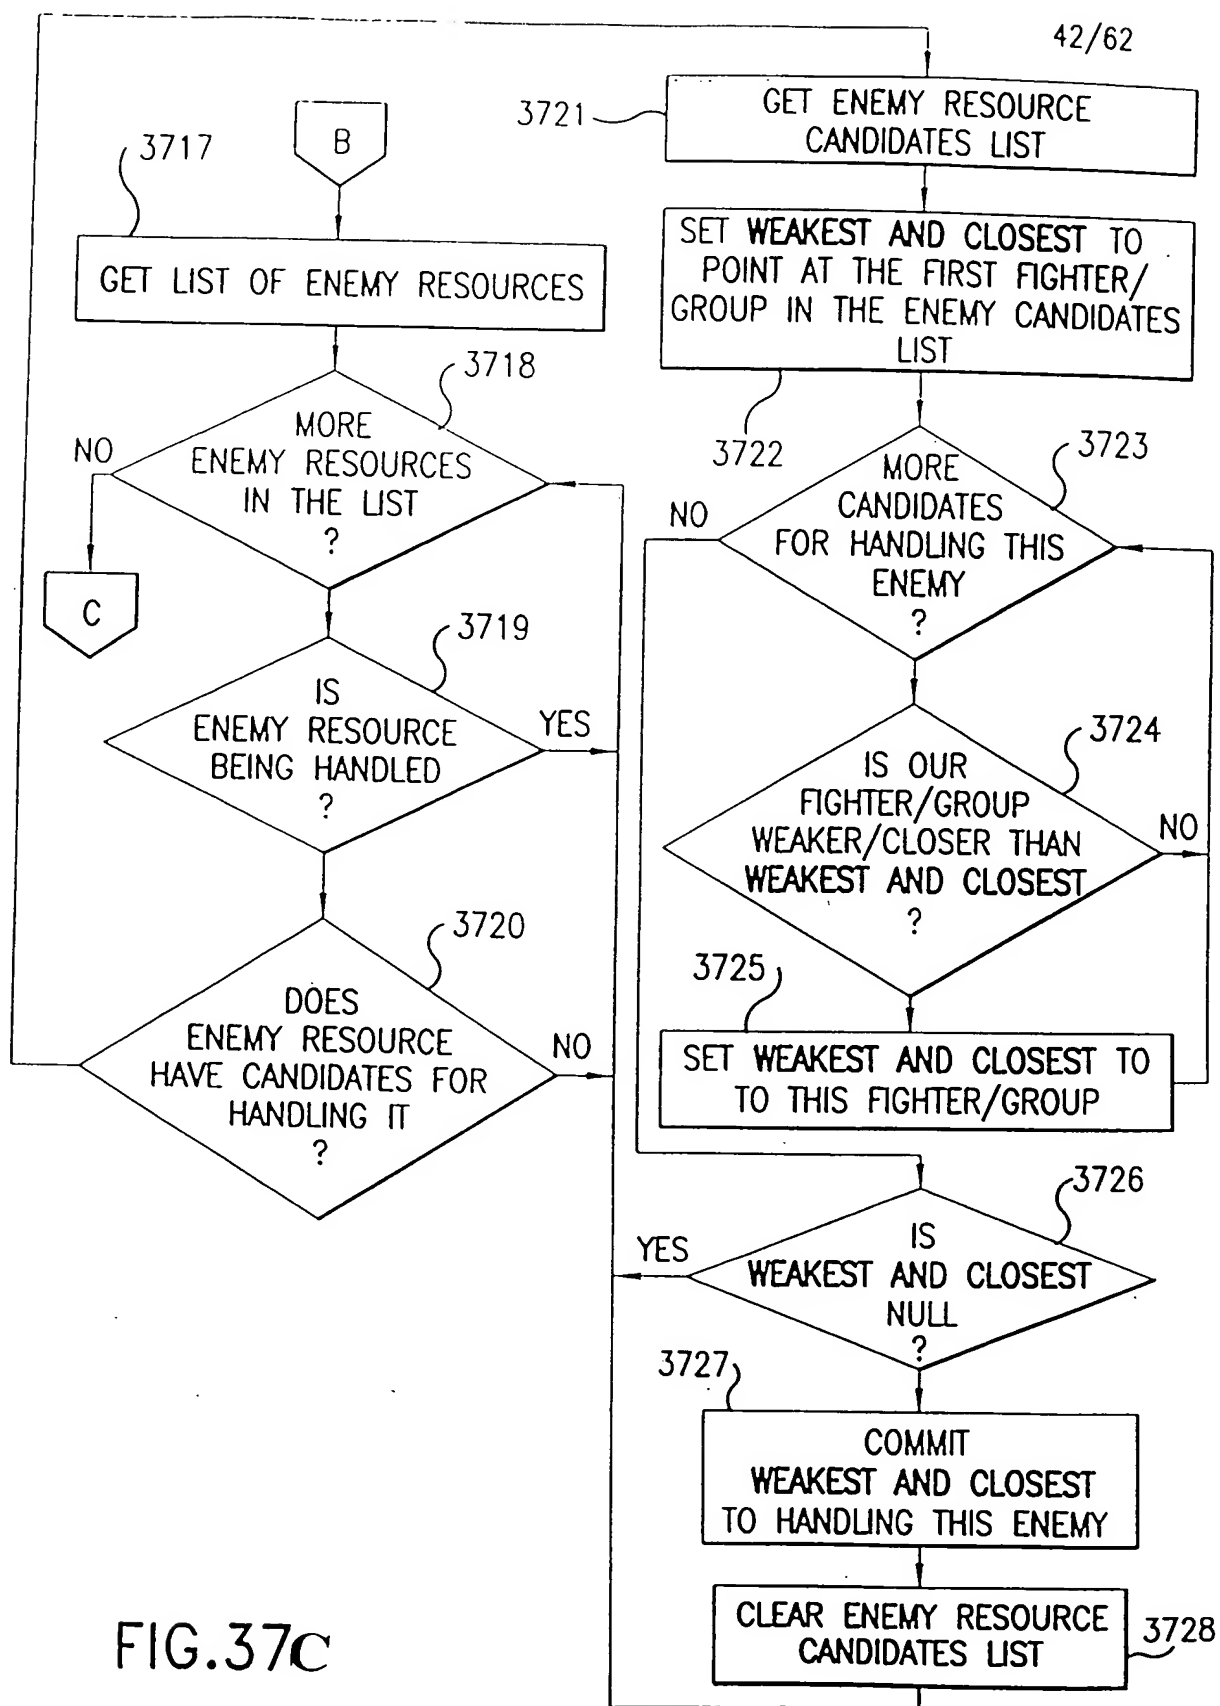 42/62
3717
B
GET LIST OF ENEMY RESOURCES
3718
MORE
ENEMY RESOURCES
IN THE LIST
?
NO
C
3719
IS
ENEMY RESOURCE
BEING HANDLED
?
YES
3720
DOES
ENEMY RESOURCE
HAVE CANDIDATES FOR
HANDLING IT
?
NO
3721
GET ENEMY RESOURCE
CANDIDATES LIST
SET WEAKEST AND CLOSEST TO
POINT AT THE FIRST FIGHTER/
GROUP IN THE ENEMY CANDIDATES
LIST
3722
3723
MORE
CANDIDATES
FOR HANDLING THIS
ENEMY
?
NO
3724
IS OUR
FIGHTER/GROUP
WEAKER/CLOSER THAN
WEAKEST AND CLOSEST
?
NO
3725
SET WEAKEST AND CLOSEST TO
TO THIS FIGHTER/GROUP
3726
IS
WEAKEST AND CLOSEST
NULL
?
YES
3727
COMMIT
WEAKEST AND CLOSEST
TO HANDLING THIS ENEMY
CLEAR ENEMY RESOURCE
CANDIDATES LIST
3728
FIG.37C